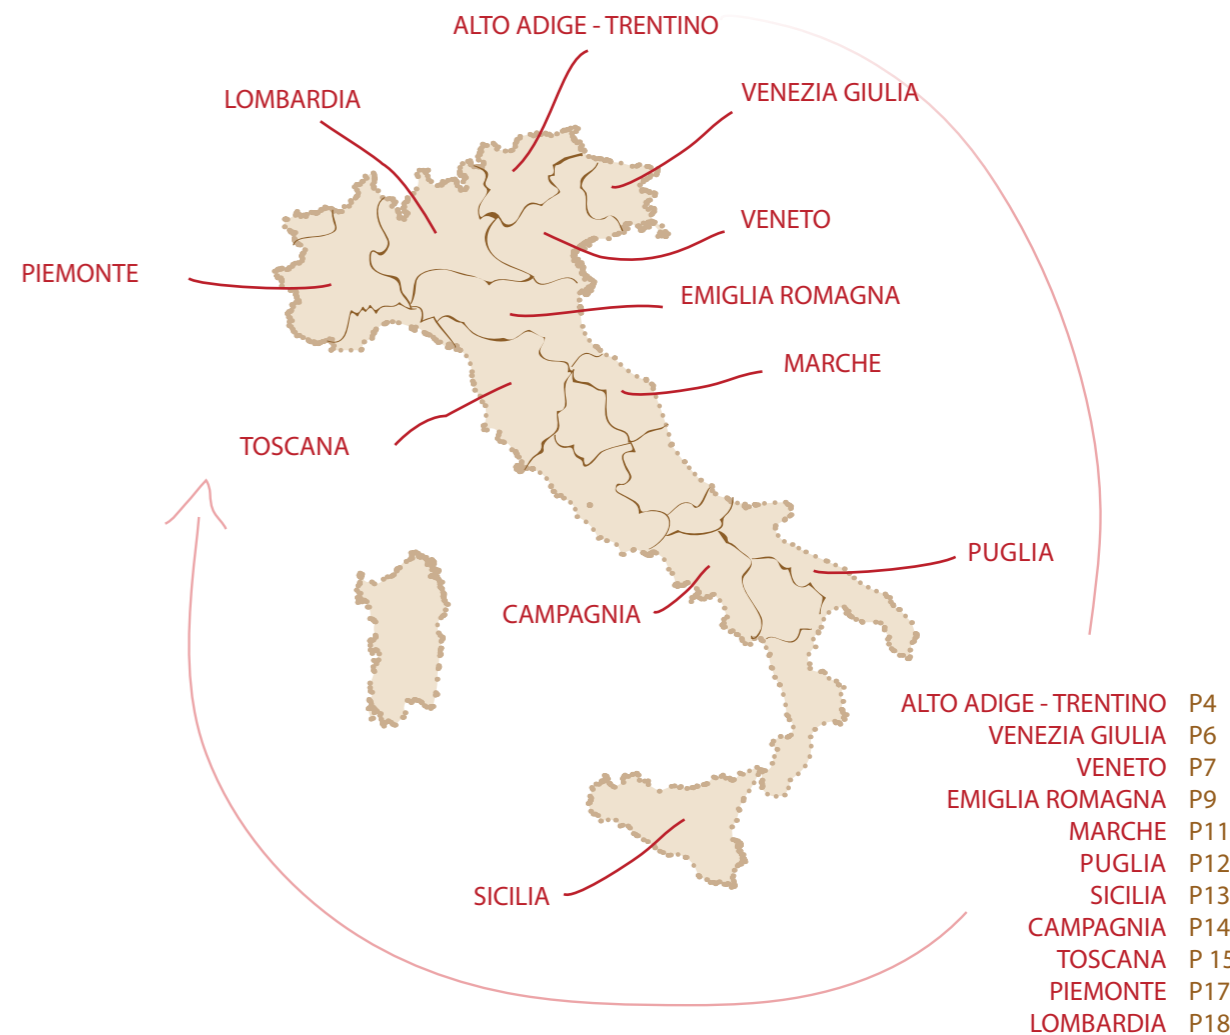 ALTO ADIGE - TRENTINO
VENEZIA GIULIA
LOMBARDIA
VENETO
PIEMONTE
EMIGLIA ROMAGNA
MARCHE
TOSCANA
PUGLIA
CAMPAGNIA
SICILIA
ALTO ADIGE - TRENTINO P4
VENEZIA GIULIA P6
VENETO P7
EMIGLIA ROMAGNA P9
MARCHE P11
PUGLIA P12
SICILIA P13
CAMPAGNIA P14
TOSCANA P 15
PIEMONTE P17
LOMBARDIA P18